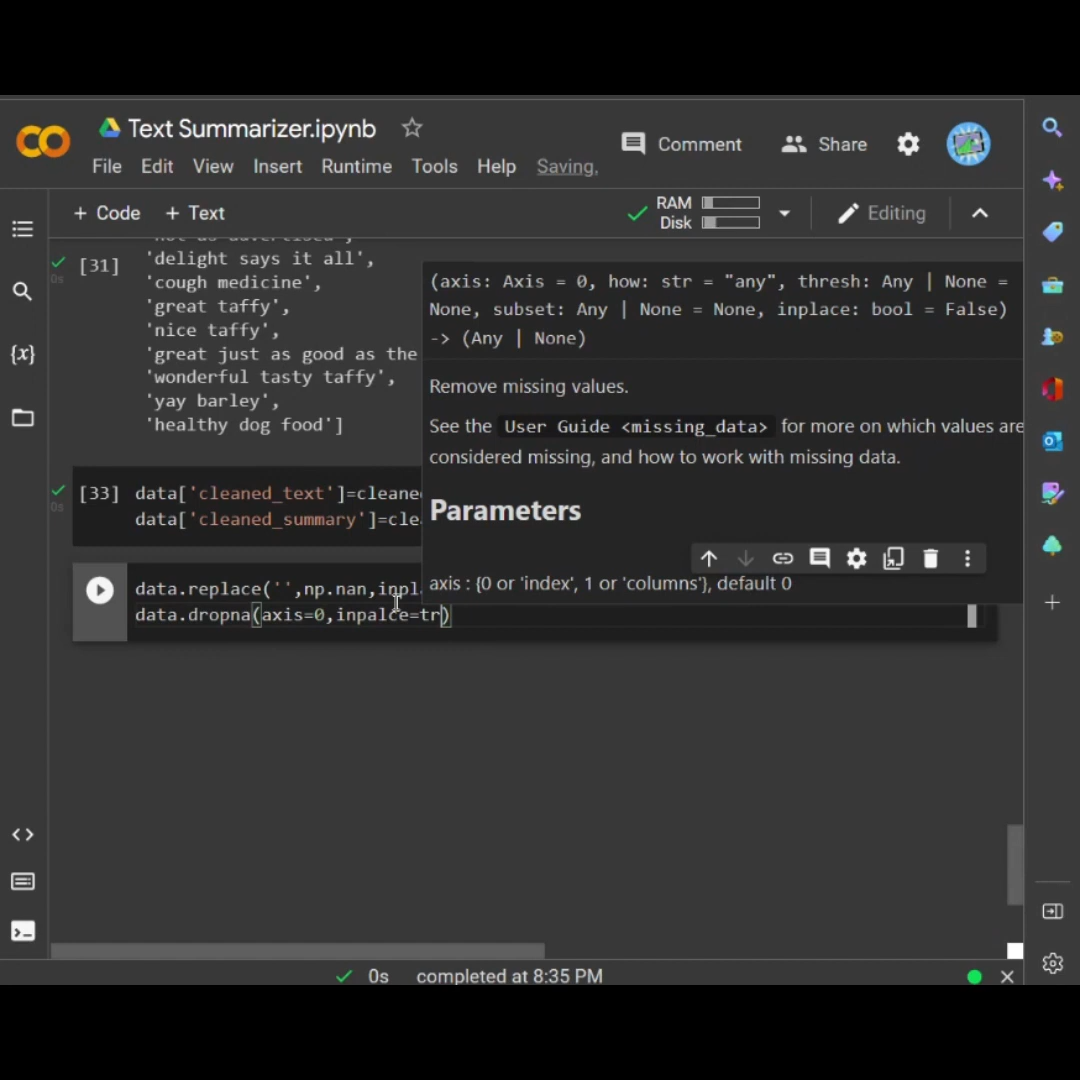 Text Summarizer.ipynb
Comment
Share
File Edit View Insert Runtime Tools Help Saving.
+ Code + Text
RAM
Disk
Editing
[31]
'delight says it all',
'cough medicine',
'great taffy',
'nice taffy',
'great just as good as the
'wonderful tasty taffy',
'yay barley',
'healthy dog food']
(axis: Axis = 0, how: str = "any", thresh: Any | None =
None, subset: Any | None = None, inplace: bool = False)
-> (Any | None)
Remove missing values.
See the User Guide <missing_data> for more on which values are
considered missing, and how to work with missing data.
Parameters
axis : {0 or 'index', 1 or 'columns'}, default 0
[33] data['cleaned_text']=cleane
data['cleaned_summary']=cle
data.replace('',np.nan,inpl
data.dropna(axis=0,inpalce=tr)
0s completed at 8:35 PM